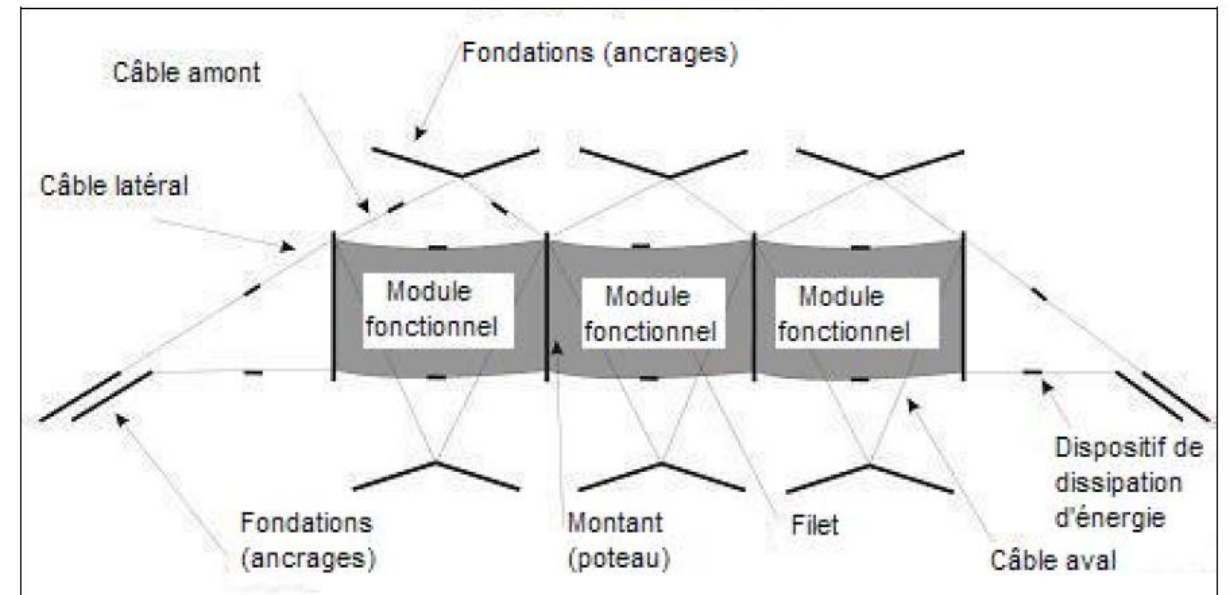 Fondations (ancrages)
Câble amont
Câble latéral
Module
fonctionnel
Module
fonctionnel
Module
fonctionnel
Dispositif de
dissipation
d'énergie
Fondations
(ancrages)
Montant
(poteau)
Filet
Câble aval